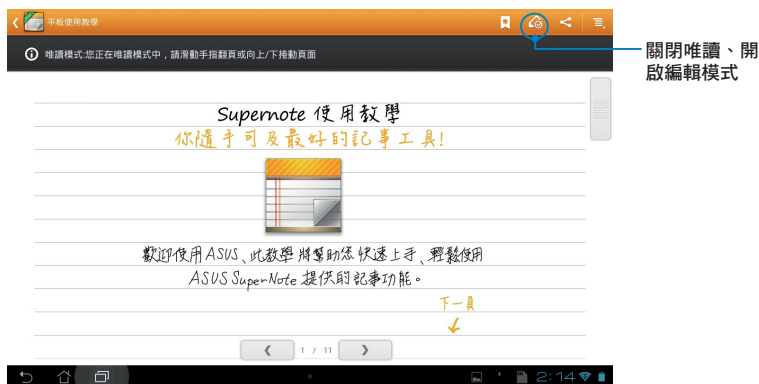 平板使用教學
唯讀模式:您正在唯讀模式中，請滑動手指翻頁或向上/下捲動頁面
關閉唯讀、開
啟編輯模式
Supernote 使用教學
你隨手可及最好的記事工具!
歡迎使用ASUS、此教學將幫助您快速上手、輕鬆使用
ASUS SuperNote 提供的記事功能。
下一頁
1 / 11
2:14